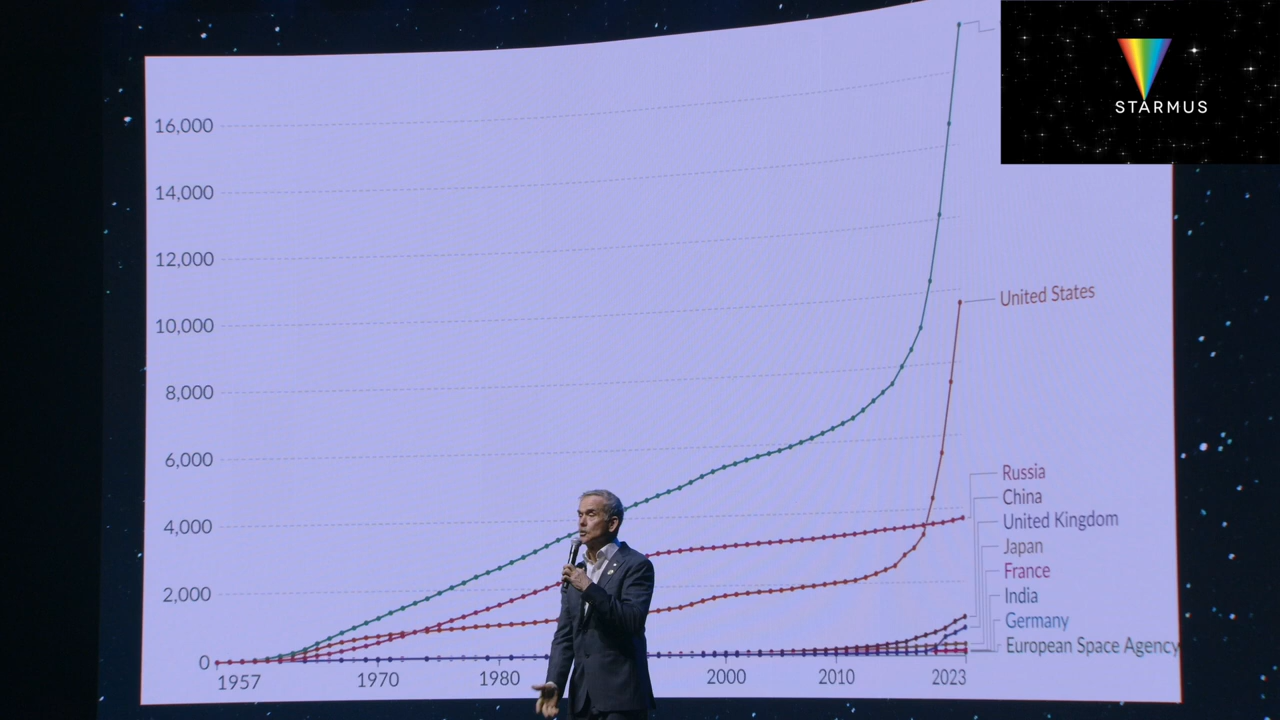 STARMUS
16,000
14,000
12,000
10,000
8,000
6,000
4,000
2,000
0
1957
1970
1980
2000
2010
2023
United States
Russia
China
United Kingdom
Japan
France
India
Germany
European Space Agency